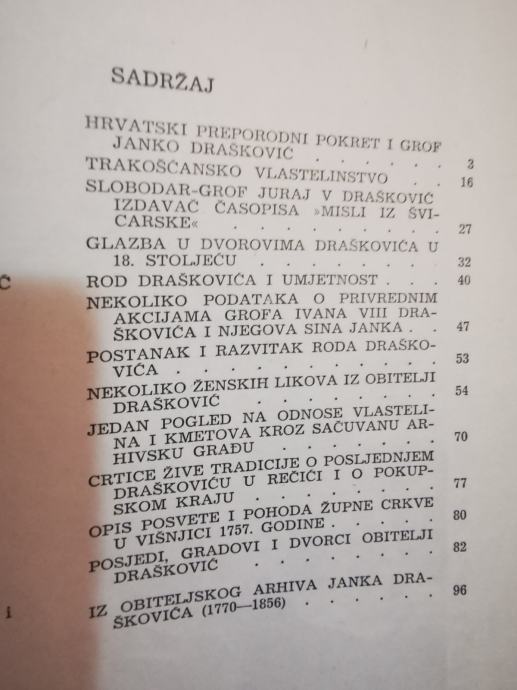 SADRŽAJ
HRVATSKI PREPORODNI POKRET I GROF
JANKO DRAŠKOVIĆ . . . . . . 3
TRAKOŠĆANSKO VLASTELINSTVO . . 16
SLOBODAR-GROF JURAJ V DRAŠKOVIĆ
IZDAVAČ ČASOPISA »MISLI IZ ŠVI-
CARSKE« . . . . . . . . . 27
GLAZBA U DVOROVIMA DRAŠKOVIĆA U
18. STOLJEĆU . . . . . . . 32
ROD DRAŠKOVIĆA I UMJETNOST . . . 40
NEKOLIKO PODATAKA O PRIVREDNIM
AKCIJAMA GROFA IVANA VIII DRA-
ŠKOVIĆA I NJEGOVA SINA JANKA . . 47
POSTANAK I RAZVITAK RODA DRAŠKO-
VIĆA . . . . . . . . . . 53
NEKOLIKO ŽENSKIH LIKOVA IZ OBITELJI
DRAŠKOVIĆ . . . . . . . . 54
JEDAN POGLED NA ODNOSE VLASTELI-
NA I KMETOVA KROZ SAČUVANU AR-
HIVSKU GRAĐU . . . . . . . 70
CRTICE ŽIVE TRADICIJE O POSLJEDNJEM
DRAŠKOVIĆU U REČICI I O POKUP-
SKOM KRAJU . . . . . . . . 77
OPIS POSVETE I POHODA ŽUPNE CRKVE
U VIŠNJICI 1757. GODINE . . . . . 80
POSJEDI, GRADOVI I DVORCI OBITELJI
DRAŠKOVIĆ . . . . . . . . 82
IZ OBITELJSKOG ARHIVA JANKA DRA-
ŠKOVIĆA (1770—1856) . . . . . . 96
Ć
i